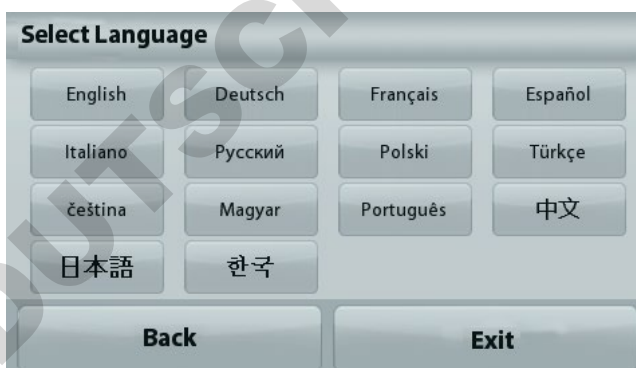 Select Language
English Deutsch Français Español
Italiano Русский Polski Türkçe
čeština Magyar Português 中文
日本語 한국
Back Exit